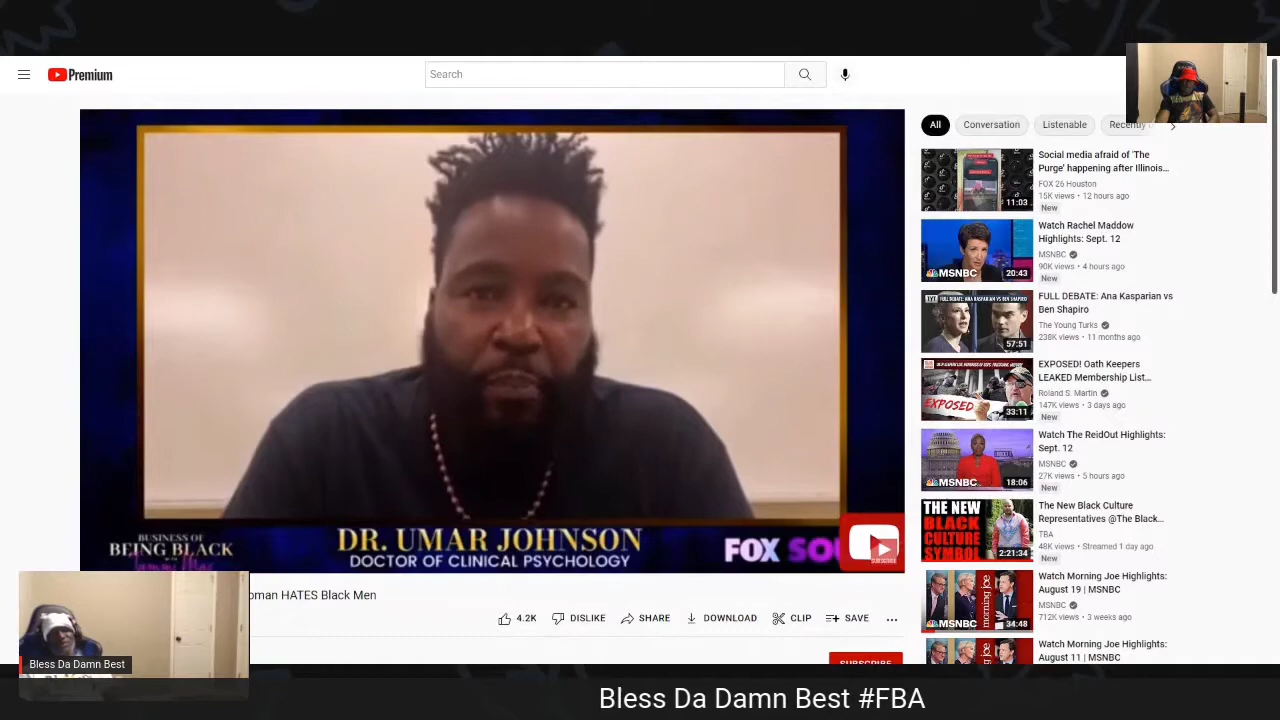 Premium
Search
All
Conversation
Listenable
Recently
Social media afraid of 'The
Purge' happening after Illinois...
FOX 26 Houston
15K views • 12 hours ago
New
11:03
Watch Rachel Maddow
Highlights: Sept. 12
MSNBC
90K views • 4 hours ago
New
MSNBC
20:43
FULL DEBATE: Ana Kasparian vs
Ben Shapiro
The Young Turks
238K views • 11 months ago
57:51
EXPOSED! Oath Keepers
LEAKED Membership List...
Roland S. Martin
147K views • 3 days ago
New
EXPOSED
33:11
Watch The ReidOut Highlights:
Sept. 12
MSNBC
27K views • 5 hours ago
New
MSNBC
18:06
The New Black Culture
Representatives @The Black...
TBA
48K views • Streamed 1 day ago
New
THE NEW
BLACK
CULTURE
SYMBOL
2:21:34
Watch Morning Joe Highlights:
August 19 | MSNBC
MSNBC
712K views • 3 weeks ago
morning joe
MSNBC
34:48
Watch Morning Joe Highlights:
August 11 | MSNBC
BUSINESS OF
BEING BLACK
DR. UMAR JOHNSON
DOCTOR OF CLINICAL PSYCHOLOGY
FOX SOU
SUBSCRIBE
HATES Black Men
4.2K
DISLIKE
SHARE
DOWNLOAD
CLIP
SAVE
SUBSCRIBE
Bless Da Damn Best
Bless Da Damn Best #FBA